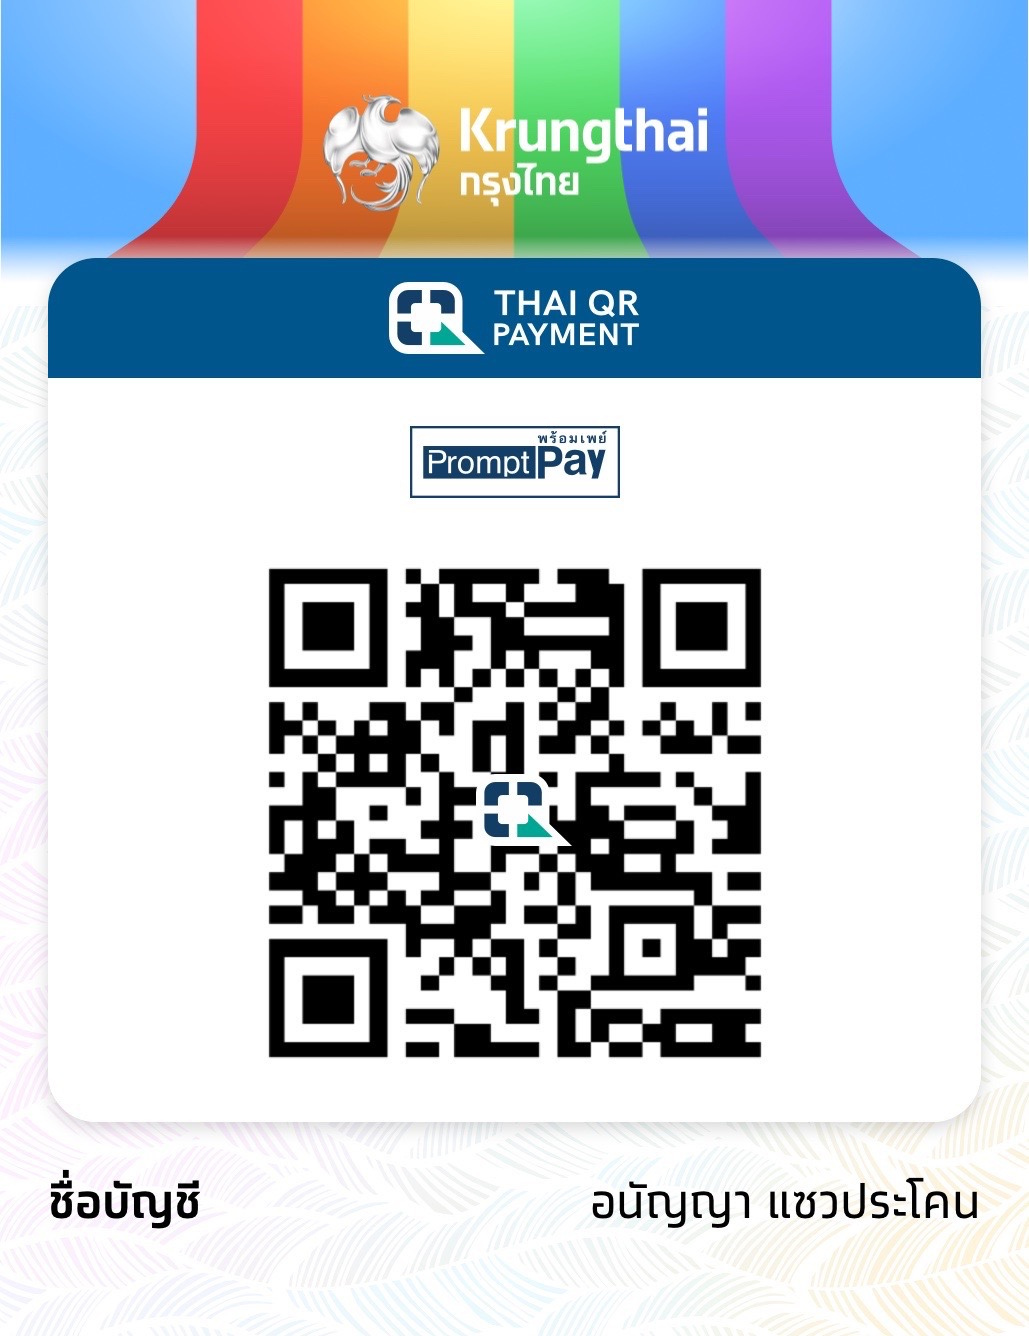 Krungthai
กรุงไทย
THAI QR
PAYMENT
พร้อมเพย์
PromptPay
ชื่อบัญชี อนัญญา แซวประโคน